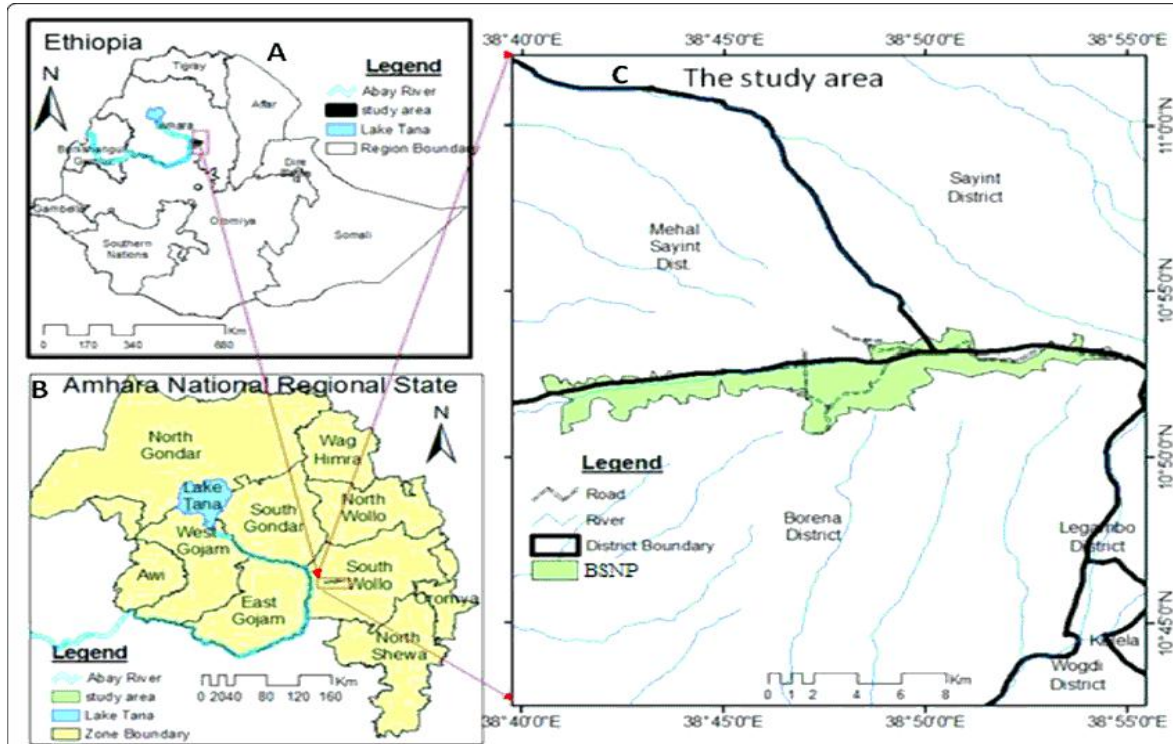 Ethiopia
A
N
Tigray
Affar
Amhara
Dire
Gambella
Oromiya
Somali
Southern
Nations
Legend
Abay River
study area
Lake Tana
Region Boundary
0 170 340 680
Km
B
Amhara National Regional State
N
North
Gondar
Wag
Himra
Lake
Tana
South
Gondar
North
Wollo
West
Gojam
Awi
East
Gojam
South
Wollo
Oromiya
North
Shewa
Legend
Abay River
study area
Lake Tana
Zone Boundary
0 2040 80 120 160
Km
38°40'0"E 38°45'0"E 38°50'0"E 38°55'0"E
C
The study area
Sayint
District
Mehal
Sayint
Dist.
11°0'0"N
10°55'0"N
10°50'0"N
10°45'0"N
Legend
Road
River
District Boundary
BSNP
Borena
District
Legambo
District
Wogdi
District
0 1 2 4 6 8
Km
38°40'0"E 38°45'0"E 38°50'0"E 38°55'0"E